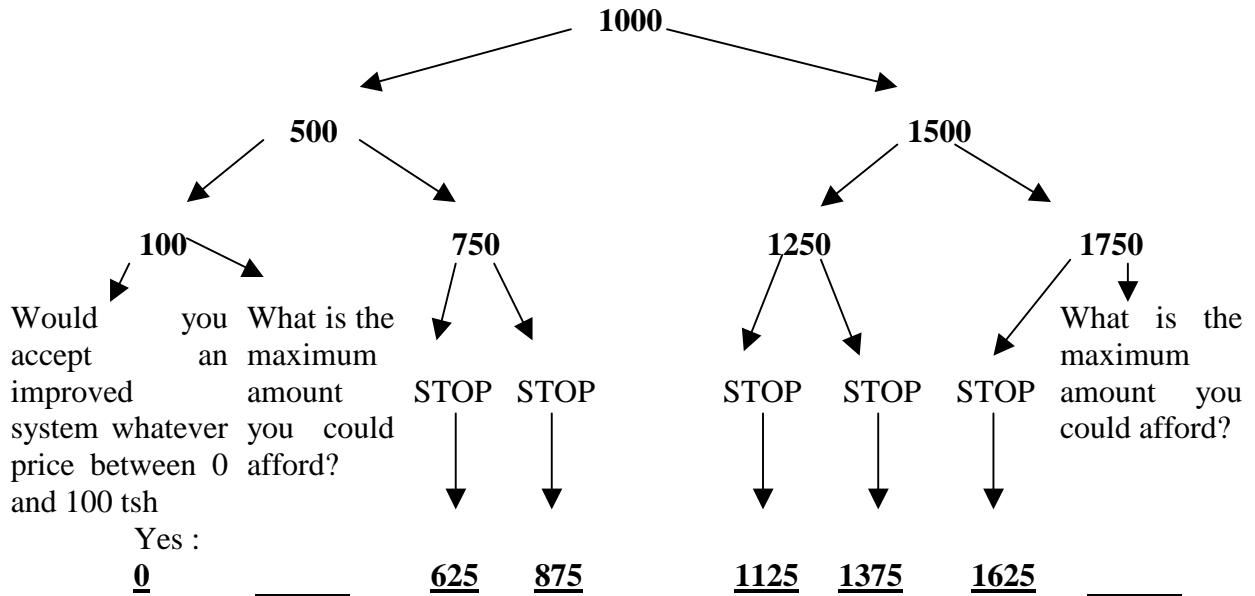 1000
500 1500
100 750 1250 1750
Would you accept an improved system whatever price between 0 and 100 tsh
What is the maximum amount you could afford?
STOP STOP STOP STOP STOP
What is the maximum amount you could afford?
Yes :
0 625 875 1125 1375 1625